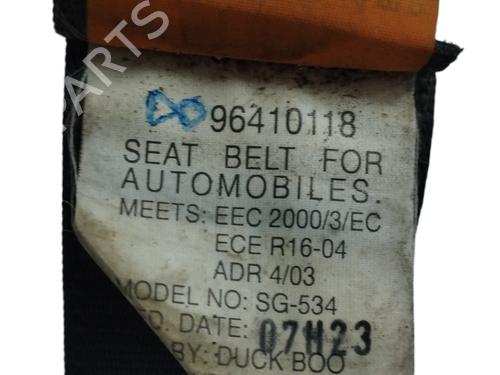 96410118
SEAT BELT FOR
AUTOMOBILES.
MEETS: EEC 2000/3/EC
ECE R16-04
ADR 4/03
MODEL NO: SG-534
DATE: 07H23
BY: DUCK BOO